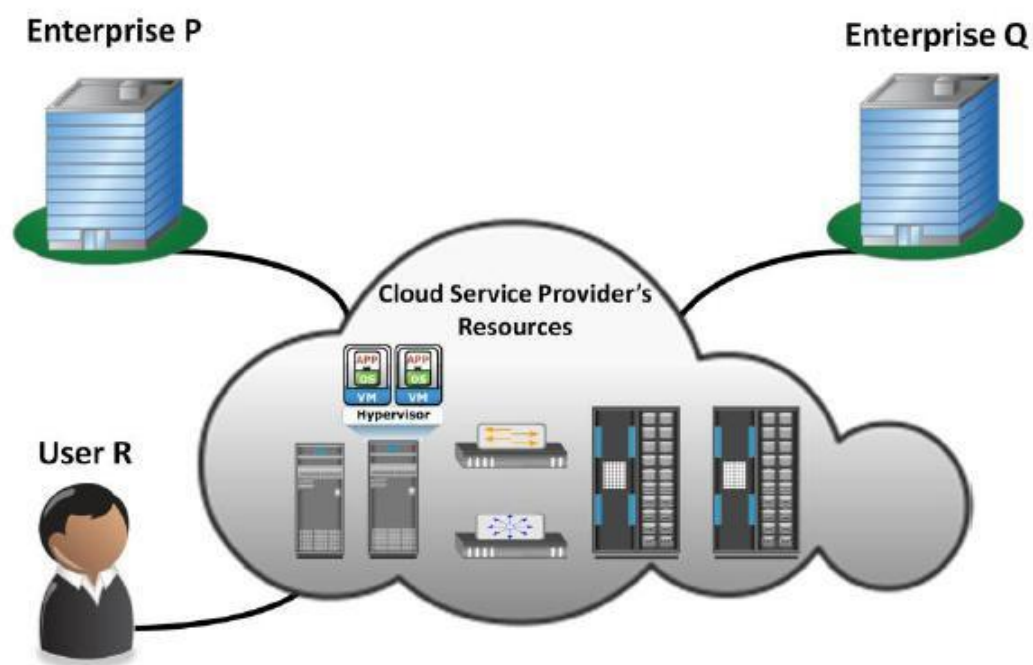 Enterprise P
Enterprise Q
Cloud Service Provider's
Resources
APP APP
OS OS
VM VM
Hypervisor
User R